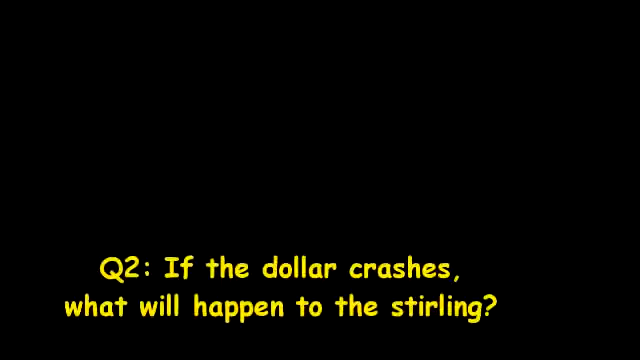 Q2: If the dollar crashes,
what will happen to the stirling?